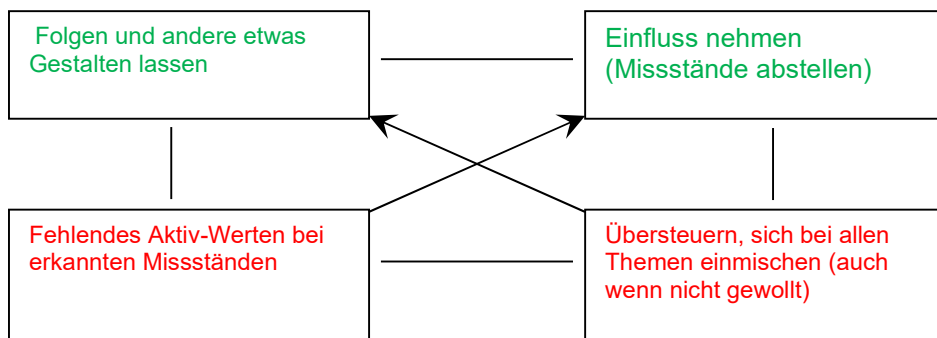 Folgen und andere etwas
Gestalten lassen
Einfluss nehmen
(Missstände abstellen)
Fehlendes Aktiv-Werten bei
erkannten Missständen
Übersteuern, sich bei allen
Themen einmischen (auch
wenn nicht gewollt)